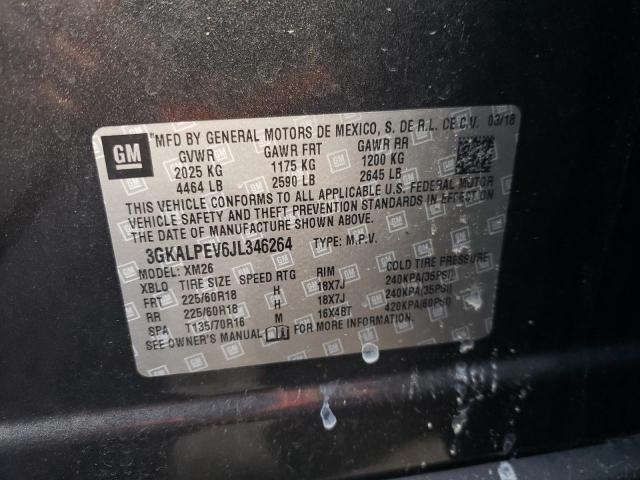 GM
"MFD BY GENERAL MOTORS DE MEXICO, S. DE R.L. CE C.V. 03/18
GVWR GAWR FRT GAWR RR
2025 KG 1175 KG 1200 KG
4464 LB 2590 LB 2645 LB
THIS VEHICLE CONFORMS TO ALL APPLICABLE U.S. FEDERAL MOTOR
VEHICLE SAFETY AND THEFT PREVENTION STANDARDS IN EFFECT ON
THE DATE OF MANUFACTURE SHOWN ABOVE.
3GKALPEV6JL346264 TYPE: M.P.V.
MODEL: XM26
XBLO TIRE SIZE SPEED RTG RIM COLD TIRE PRESSURE
FRT 225/60R18 H 18X7J 240KPA(35PSI)
RR 225/60R18 H 18X7J 240KPA(35PSI)
SPA T135/70R16 M 16X4BT 420KPA(60PSI)
SEE OWNER'S MANUAL FOR MORE INFORMATION.